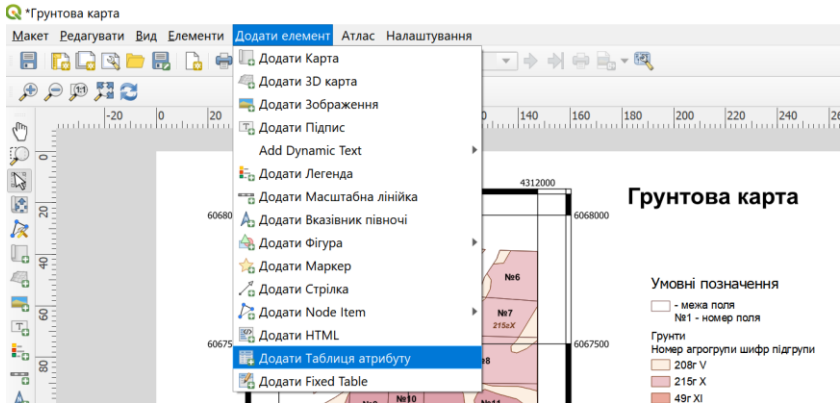 *Грунтова карта
Макет Редагувати Вид Елементи Додати елемент Атлас Налаштування
Додати Карта
Додати 3D карта
Додати Зображення
Додати Підпис
Add Dynamic Text
Додати Легенда
Додати Масштабна лінійка
Додати Вказівник півночі
Додати Фігура
Додати Маркер
Додати Стрілка
Додати Node Item
Додати HTML
Додати Таблиця атрибуту
Додати Fixed Table
-20 0 20 140 160 180 200 220 240
0
20
40
60
80
4312000
6068000
6067500
№6
№7
215гХ
№10
Грунтова карта
Умовні позначення
- межа поля
№1 - номер поля
Грунти
Номер агрогрупи шифр підгрупи
208г V
215г X
49г XI